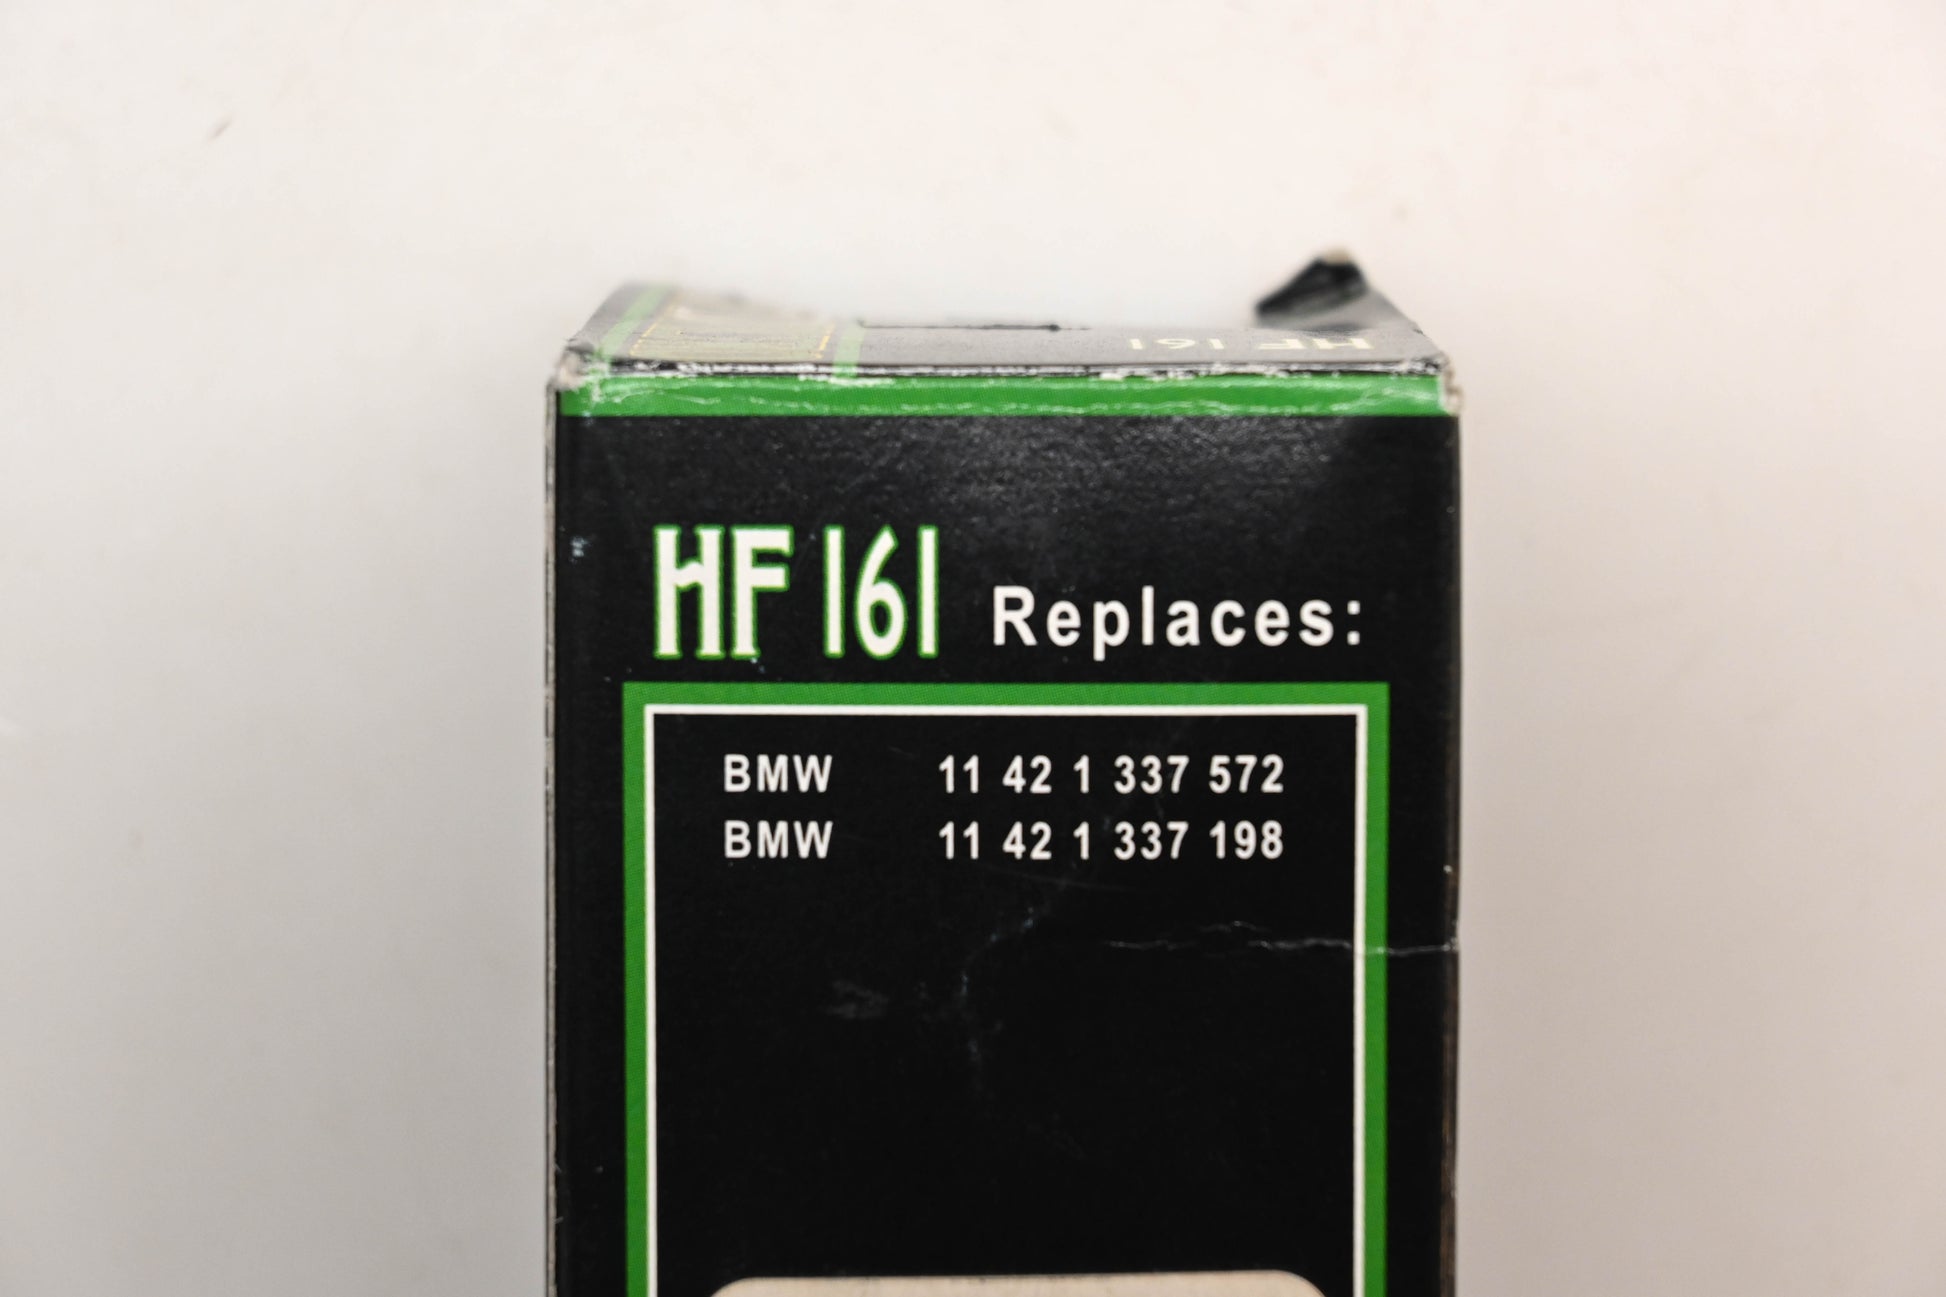 HF 161
HF 161 Replaces:
BMW 11 42 1 337 572
BMW 11 42 1 337 198